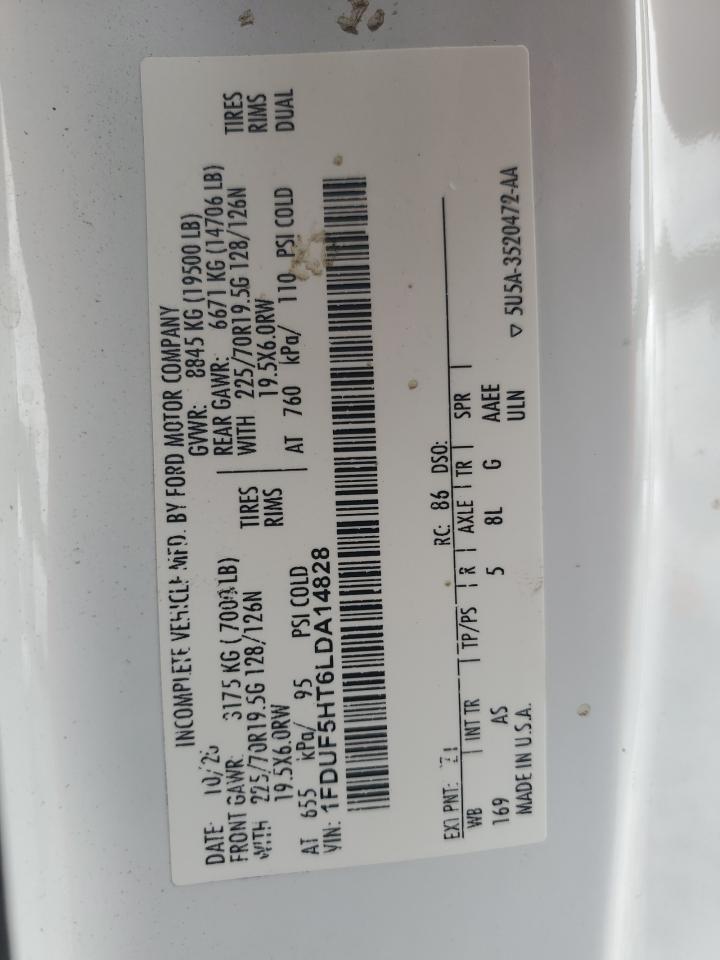 INCOMPLETE VEHICLE MFD. BY FORD MOTOR COMPANY
DATE: GVWR: 8845 KG (19500 LB)
FRONT GAWR: 3175 KG (7000 LB) REAR GAWR: 6671 KG (14706 LB)
WITH 225/70R19.5G 128/126N TIRES WITH 225/70R19.5G 128/126N TIRES
19.5X6.0RW RIMS 19.5X6.0RW RIMS
AT 655 kPa/ 95 PSI COLD AT 760 kPa/ 110 PSI COLD DUAL
VIN: 1FDUF5HT6LDA14828
EXT PNT: Z1 RC: 86 DSO:
WB INT TR TP/PS R AXLE TR SPR
169 AS 5 8L G AAEE
MADE IN U.S.A. ULN
▽ 5U5A-3520472-AA